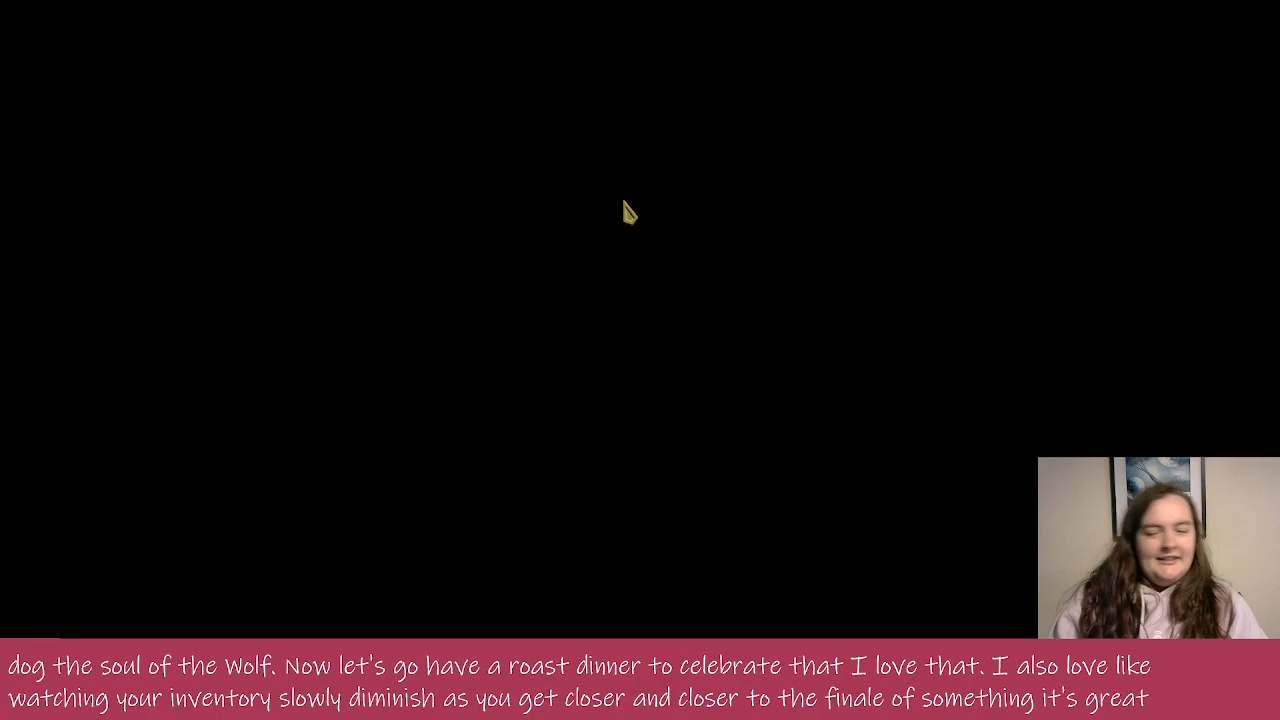 dog the soul of the Wolf. Now let's go have a roast dinner to celebrate that I love that. I also love like
watching your inventory slowly diminish as you get closer and closer to the finale of something it's great